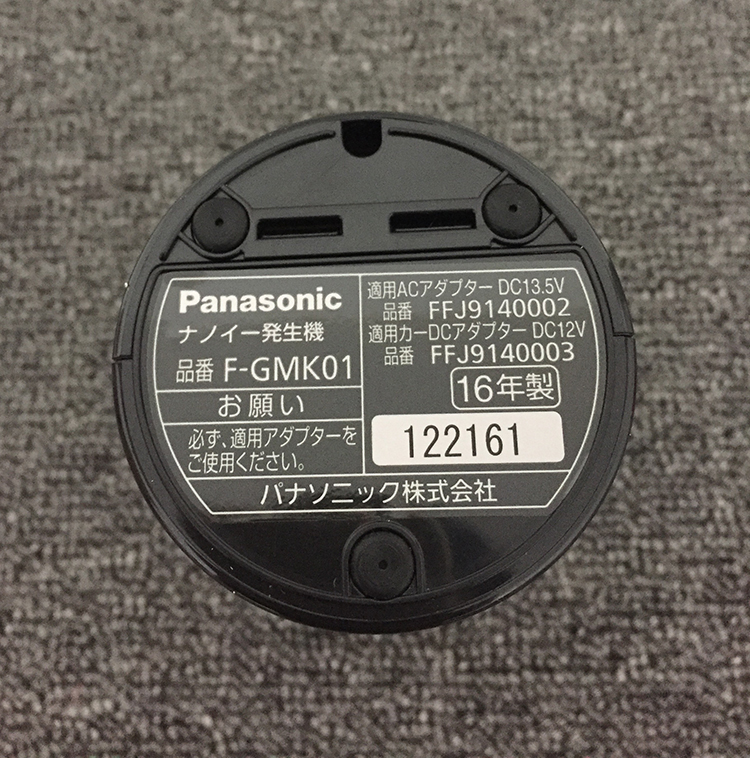 Panasonic
ナノイー発生機
品番 F-GMK01
お願い
必ず、適用アダプターを
ご使用ください。
適用ACアダプター DC13.5V
品番 FFJ9140002
適用カーDCアダプター DC12V
品番 FFJ9140003
16年製
122161
パナソニック株式会社